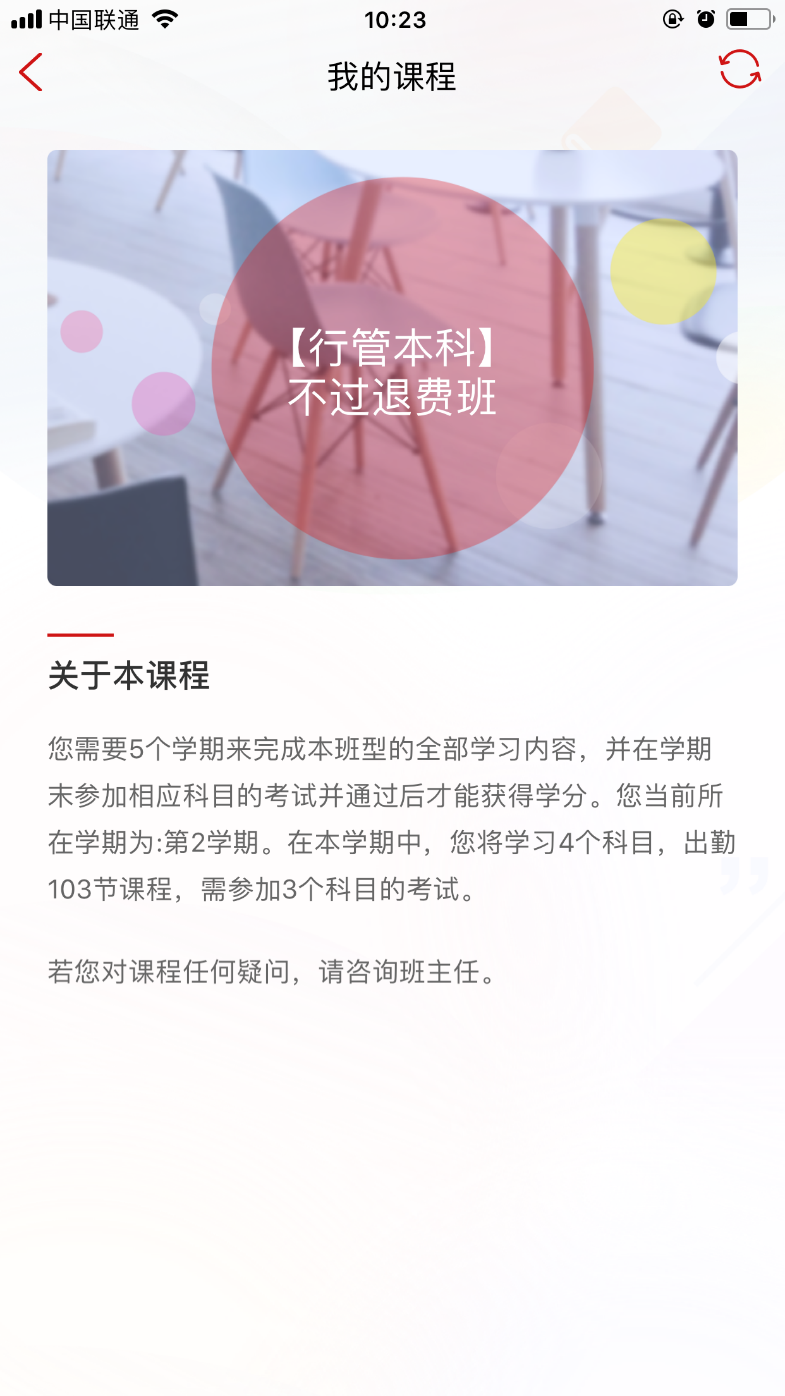 中国联通
10:23
我的课程
【行管本科】
不过退费班
关于本课程
您需要5个学期来完成本班型的全部学习内容，并在学期
末参加相应科目的考试并通过后才能获得学分。您当前所
在学期为:第2学期。在本学期中，您将学习4个科目，出勤
103节课程，需参加3个科目的考试。
若您对课程任何疑问，请咨询班主任。